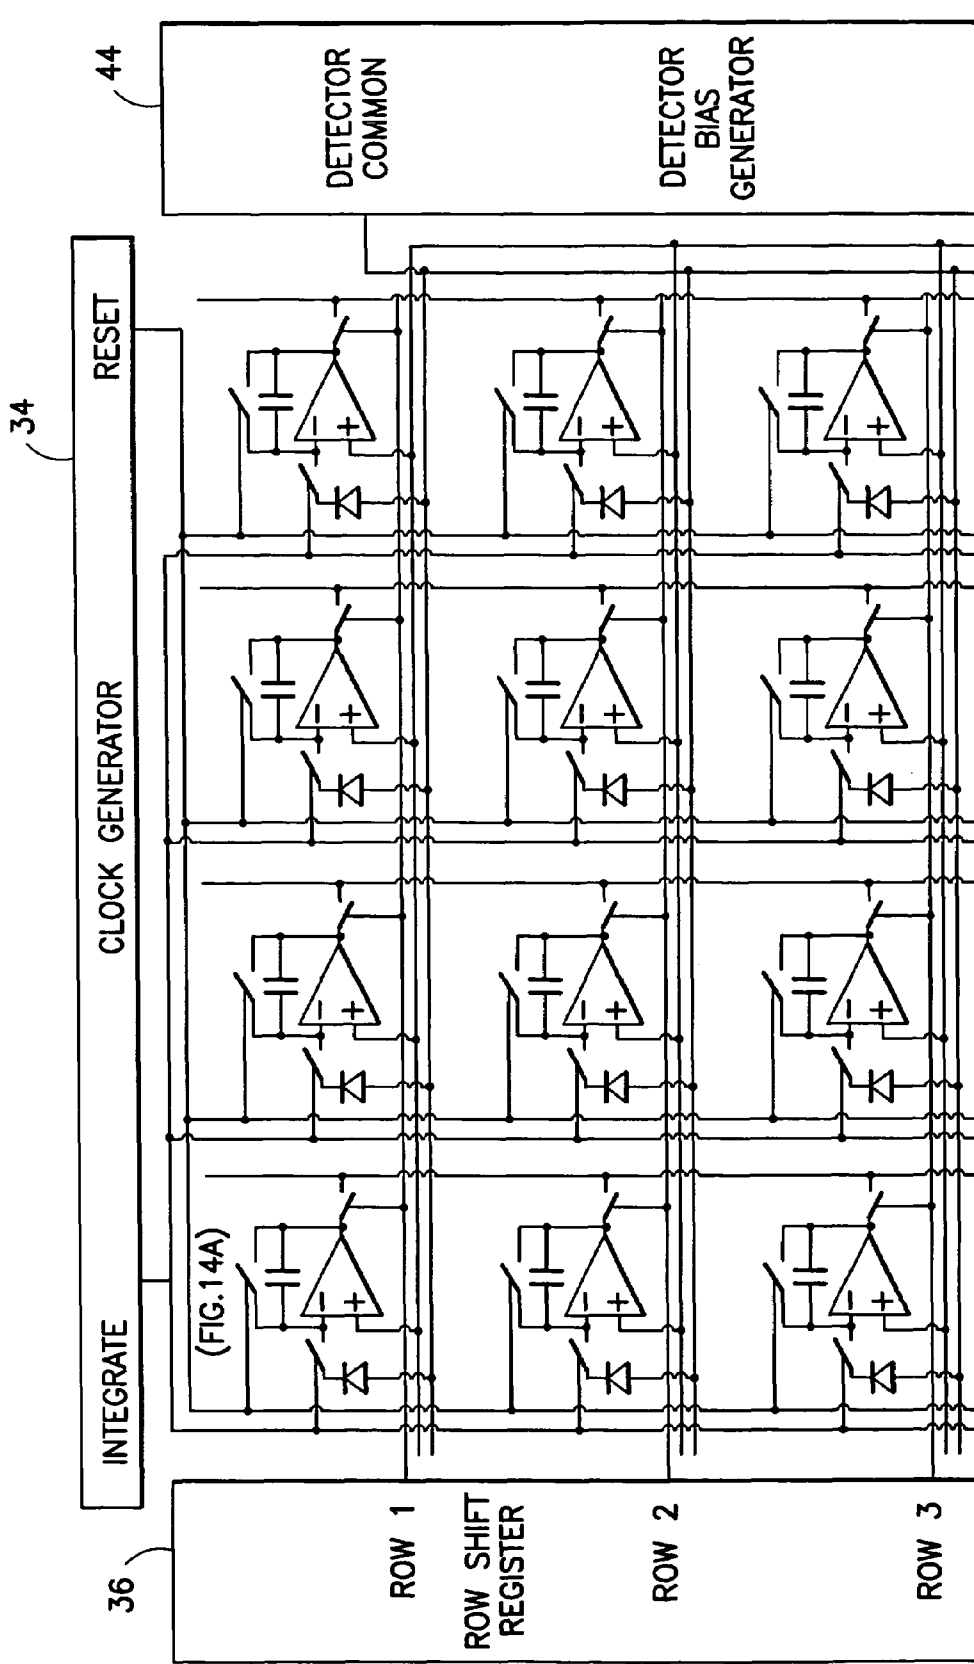 34
INTEGRATE CLOCK GENERATOR RESET
36
44
(FIG.14A)
ROW 1
ROW SHIFT
REGISTER
ROW 2
ROW 3
DETECTOR
COMMON
DETECTOR
BIAS
GENERATOR